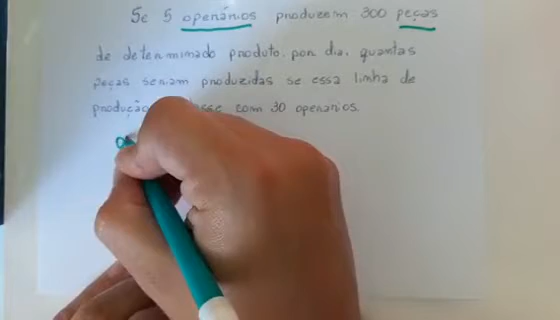 Se 5 operários produzem 300 peças
de determinado produto, por dia, quantas
peças seriam produzidas se essa linha de
produção com 30 operarios.